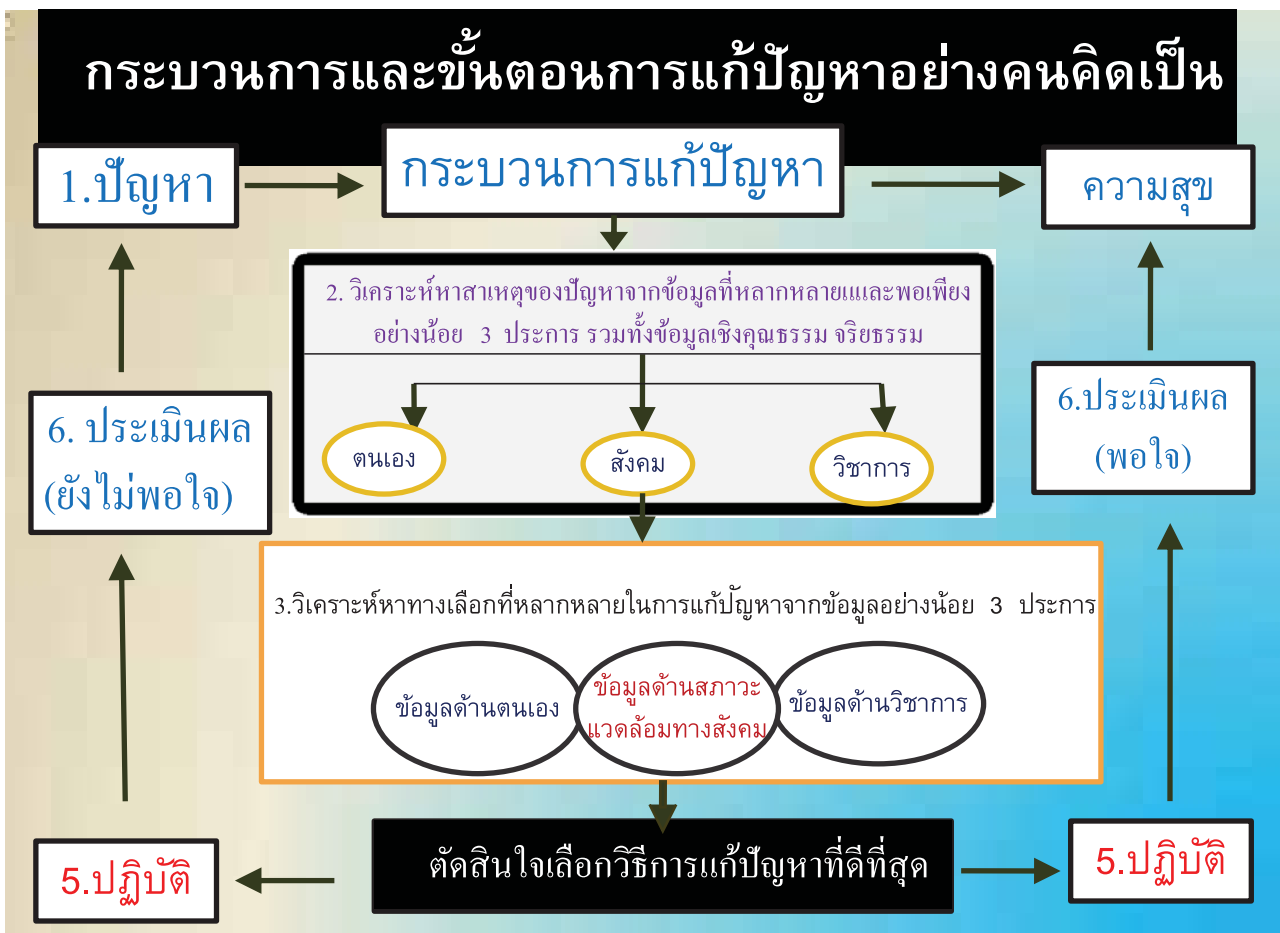 กระบวนการและขั้นตอนการแก้ปัญหาอย่างคนคิดเป็น
1.ปัญหา
กระบวนการแก้ปัญหา
ความสุข
2. วิเคราะห์หาสาเหตุของปัญหาจากข้อมูลที่หลากหลายและพอเพียง
อย่างน้อย 3 ประการ รวมทั้งข้อมูลเชิงคุณธรรม จริยธรรม
ตนเอง
สังคม
วิชาการ
6. ประเมินผล
(ยังไม่พอใจ)
6.ประเมินผล
(พอใจ)
3.วิเคราะห์หาทางเลือกที่หลากหลายในการแก้ปัญหาจากข้อมูลอย่างน้อย 3 ประการ
ข้อมูลด้านตนเอง
ข้อมูลด้านสภาวะ
แวดล้อมทางสังคม
ข้อมูลด้านวิชาการ
5.ปฏิบัติ
ตัดสินใจเลือกวิธีการแก้ปัญหาที่ดีที่สุด
5.ปฏิบัติ